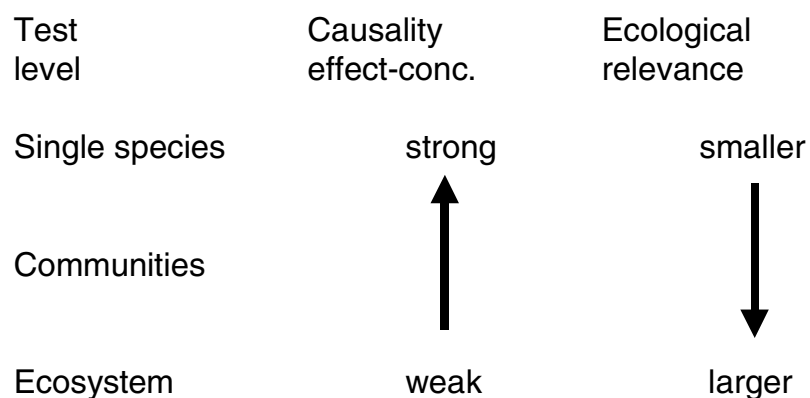 Test Causality Ecological
level effect-conc. relevance
Single species strong smaller
Communities
Ecosystem weak larger